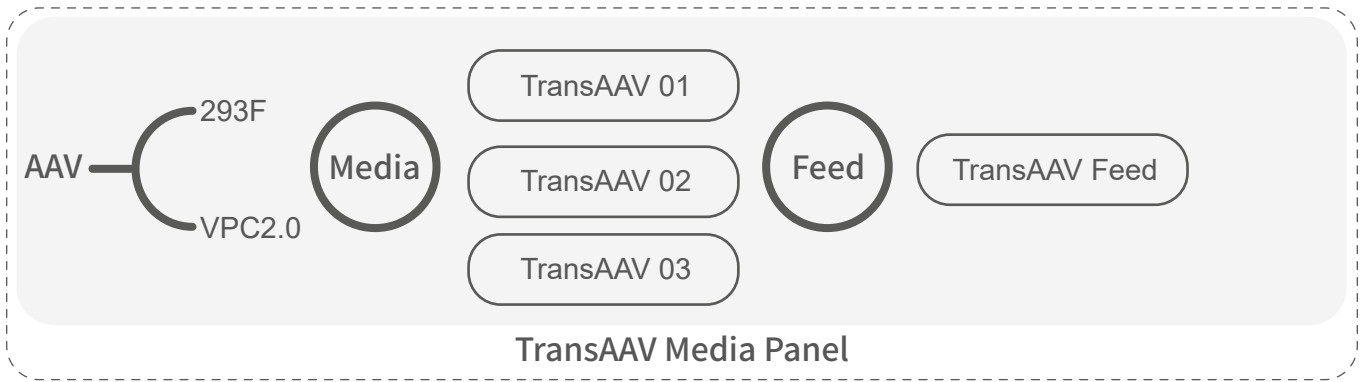 AAV
293F
VPC2.0
Media
TransAAV 01
TransAAV 02
TransAAV 03
Feed
TransAAV Feed
TransAAV Media Panel